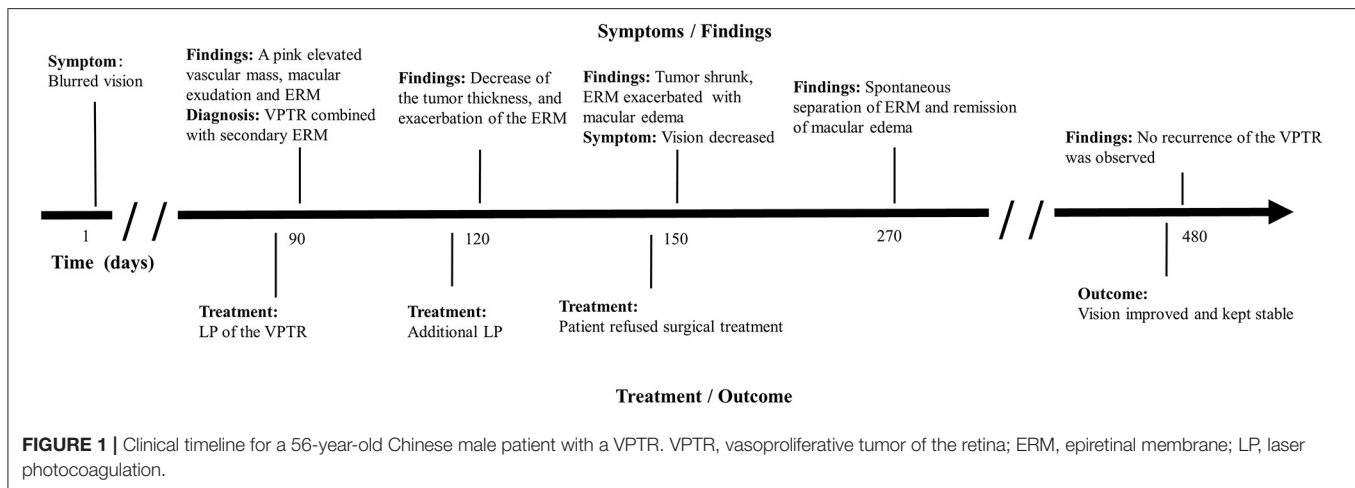 Symptoms / Findings
Symptom:
Blurred vision
Findings: A pink elevated
vascular mass, macular
exudation and ERM
Diagnosis: VPTR combined
with secondary ERM
Findings: Decrease of
the tumor thickness, and
exacerbation of the ERM
Findings: Tumor shrunk,
ERM exacerbated with
macular edema
Symptom: Vision decreased
Findings: Spontaneous
separation of ERM and remission
of macular edema
Findings: No recurrence of the VPTR
was observed
1
90
120
150
270
480
Time (days)
Treatment:
LP of the VPTR
Treatment:
Additional LP
Treatment:
Patient refused surgical treatment
Outcome:
Vision improved and kept stable
Treatment / Outcome
FIGURE 1 | Clinical timeline for a 56-year-old Chinese male patient with a VPTR. VPTR, vasoproliferative tumor of the retina; ERM, epiretinal membrane; LP, laser
photocoagulation.